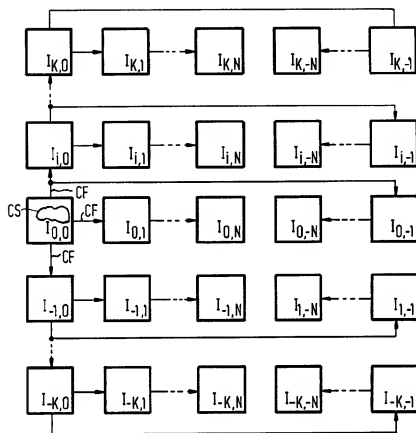 I_K,0 I_K,1 I_K,N I_K,-N I_K,-1
I_i,0 I_i,1 I_i,N I_i,-N I_i,-1
CF
CS CF
I_0,0 I_0,1 I_0,N I_0,-N I_0,-1
CF
I_-1,0 I_-1,1 I_-1,N I_1,-N I_1,-1
I_-K,0 I_-K,1 I_-K,N I_-K,-N I_-K,-1